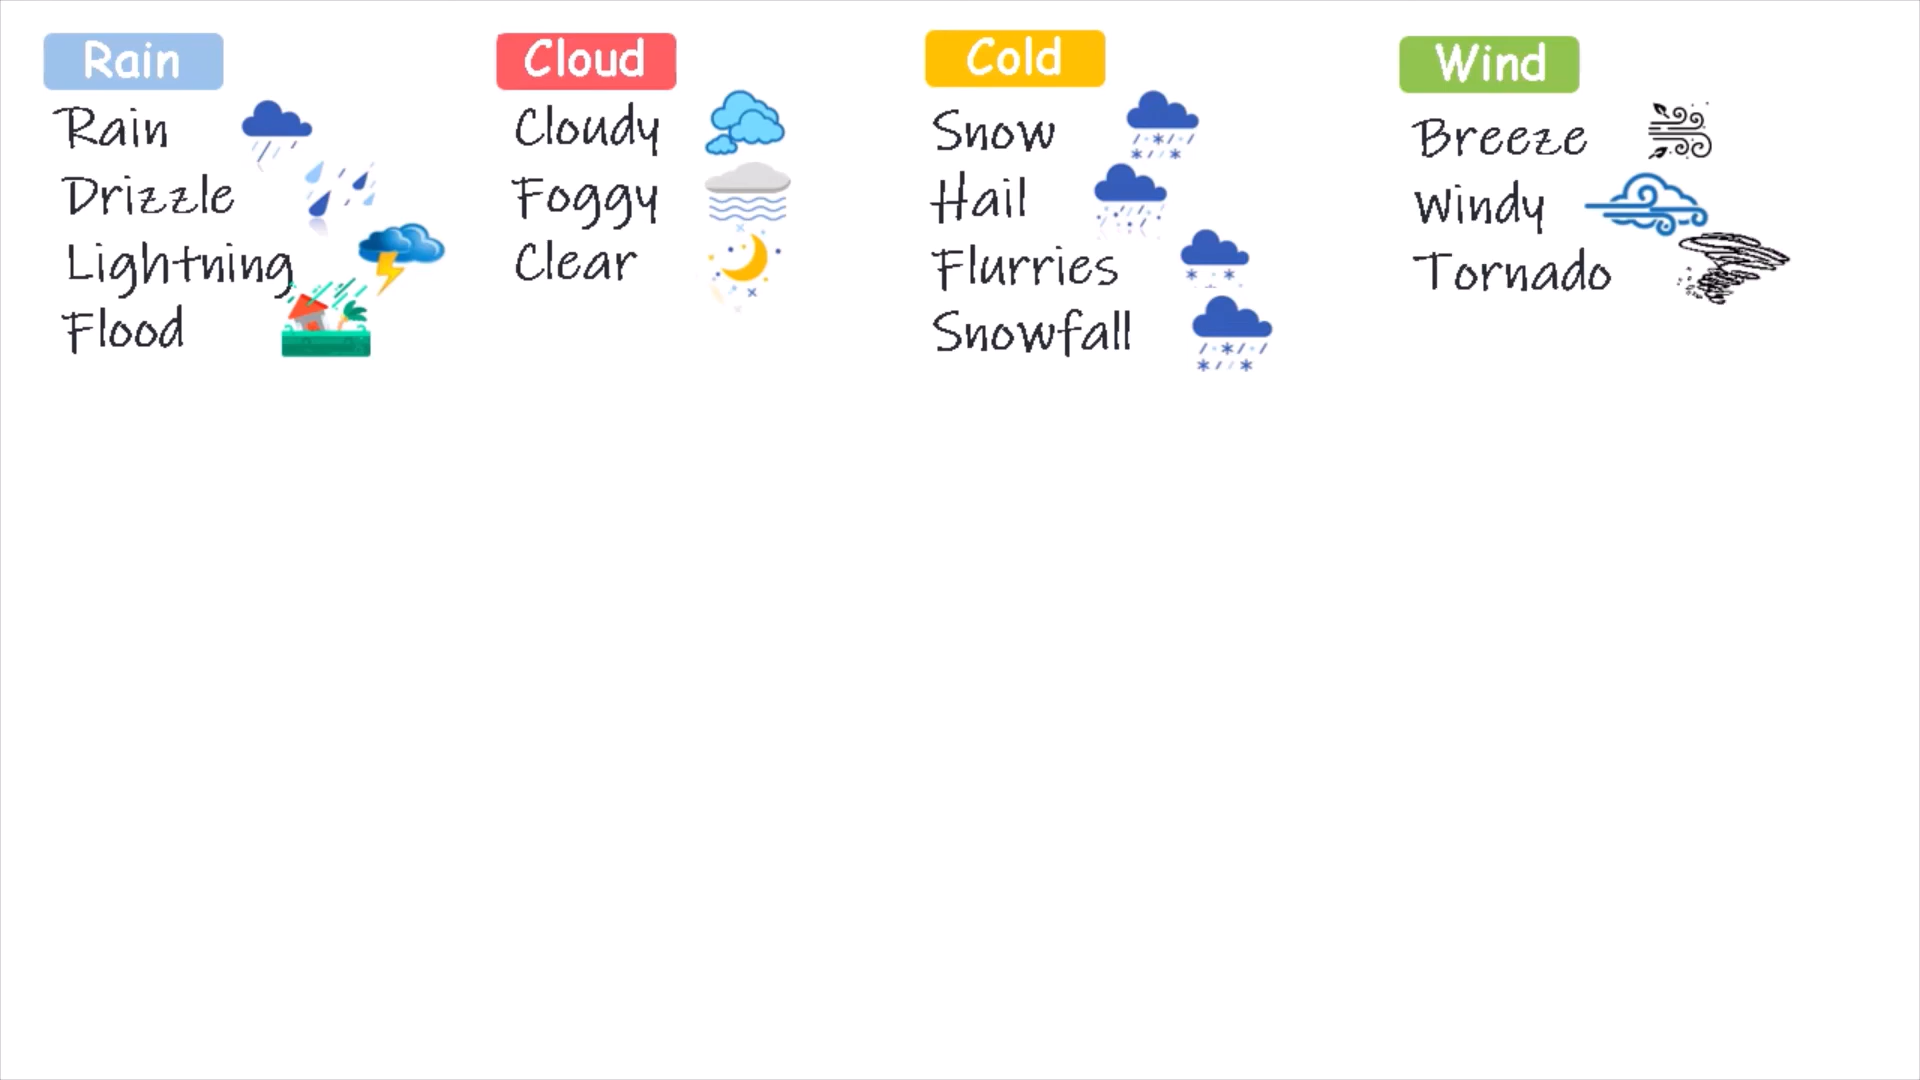 Rain
Rain
Drizzle
Lightning
Flood
Cloud
Cloudy
Foggy
Clear
Cold
Snow
Hail
Flurries
Snowfall
Wind
Breeze
Windy
Tornado